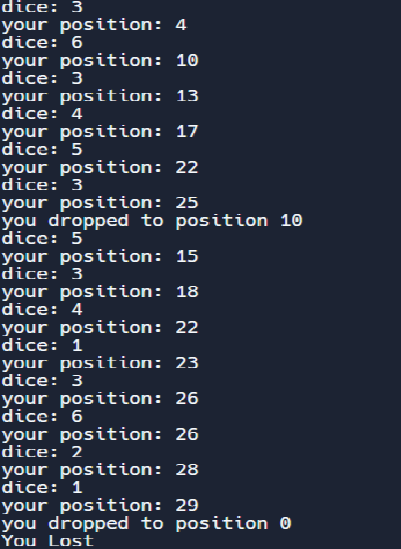 dice: 3
your position: 4
dice: 6
your position: 10
dice: 3
your position: 13
dice: 4
your position: 17
dice: 5
your position: 22
dice: 3
your position: 25
you dropped to position 10
dice: 5
your position: 15
dice: 3
your position: 18
dice: 4
your position: 22
dice: 1
your position: 23
dice: 3
your position: 26
dice: 6
your position: 26
dice: 2
your position: 28
dice: 1
your position: 29
you dropped to position 0
You Lost